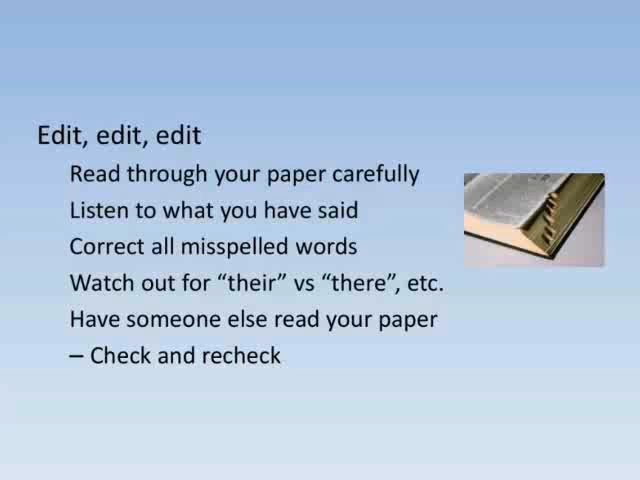 Edit, edit, edit
Read through your paper carefully
Listen to what you have said
Correct all misspelled words
Watch out for “their” vs “there”, etc.
Have someone else read your paper
– Check and recheck